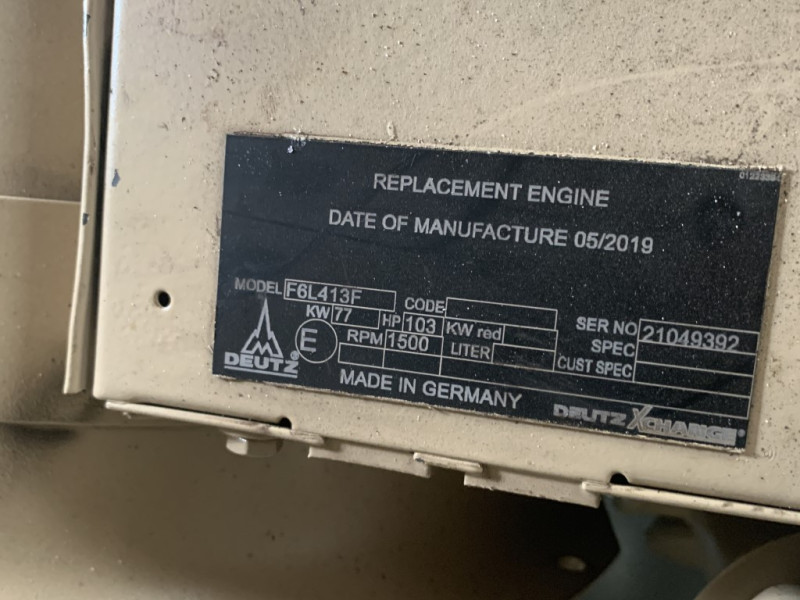 REPLACEMENT ENGINE
DATE OF MANUFACTURE 05/2019
MODEL F6L413F CODE SER NO 21049392
KW 77 HP 103 KW red SPEC
RPM 1500 LITER CUST SPEC
E
DEUTZ®
MADE IN GERMANY
DEUTZ XCHANGE®